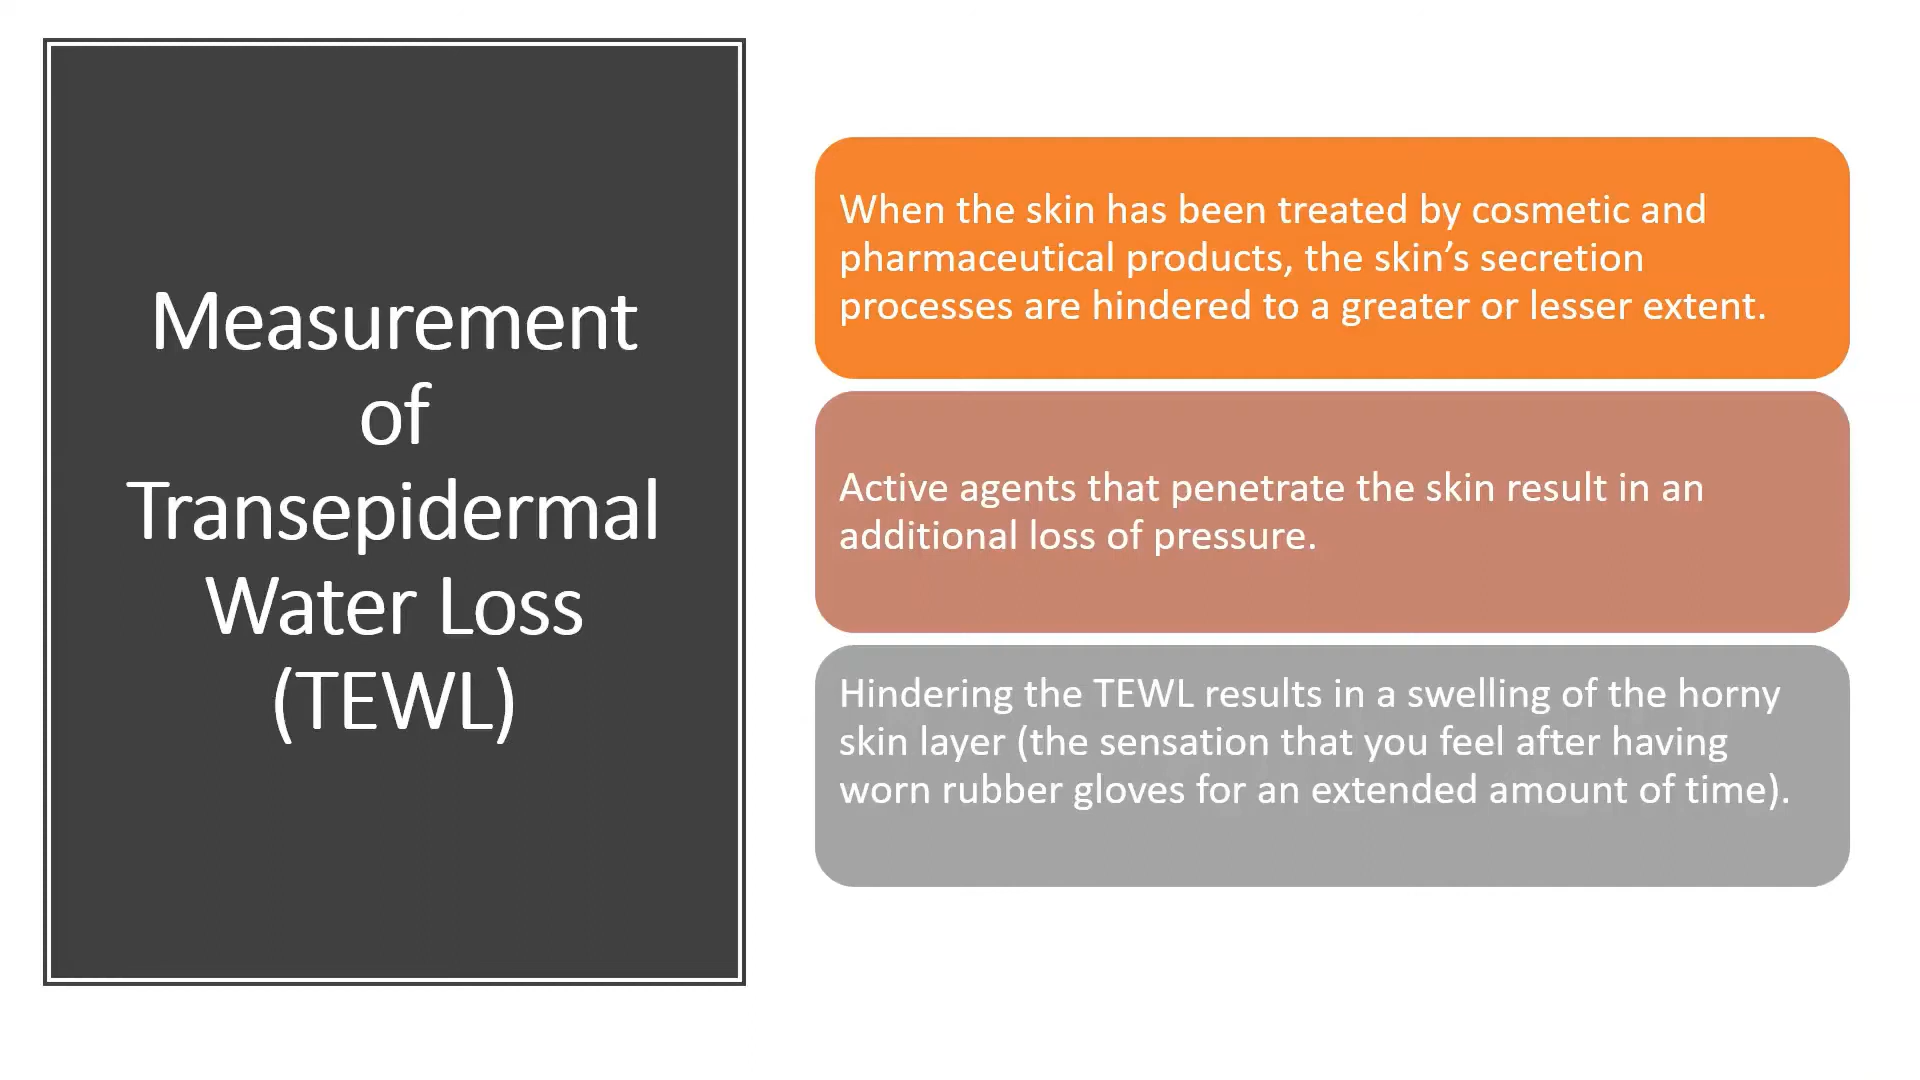 Measurement
of
Transepidermal
Water Loss
(TEWL)
When the skin has been treated by cosmetic and
pharmaceutical products, the skin’s secretion
processes are hindered to a greater or lesser extent.
Active agents that penetrate the skin result in an
additional loss of pressure.
Hindering the TEWL results in a swelling of the horny
skin layer (the sensation that you feel after having
worn rubber gloves for an extended amount of time).